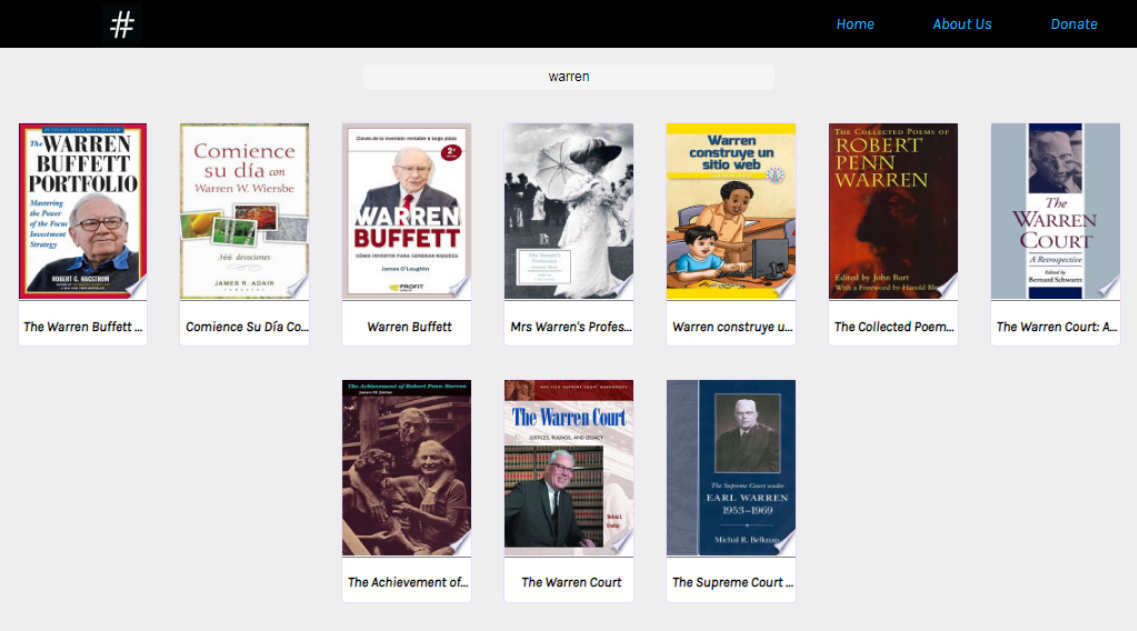 #
Home
About Us
Donate
warren
The WARREN
BUFFETT
PORTFOLIO
Mastering
the Power
of the Focus
Investment
Strategy
ROBERT G. HAGSTROM
The Warren Buffett ...
Comience
su día con
Warren W. Wiersbe
366 devociones
JAMES R. ADAIR
Comience Su Día Co...
Claves de la inversión rentable a largo plazo
2ª
WARREN
BUFFETT
CÓMO INVERTIR PARA GENERAR RIQUEZA
James O'Loughlin
PROFIT
Warren Buffett
Mrs Warren's Profes...
Warren
construye un
sitio web
Warren construye u...
THE COLLECTED POEMS OF
ROBERT
PENN
WARREN
Edited by John Burt
With a Foreword by Harold
The Collected Poem...
The
WARREN
COURT
A Retrospective
Edited by
Bernard Schwartz
The Warren Court: A...
The Achievement of Robert Penn Warren
The Achievement of...
The Warren Court
JUSTICES, RULINGS, AND LEGACY
The Warren Court
The Supreme Court under
EARL WARREN
1953–1969
Michal R. Belknap
The Supreme Court ...